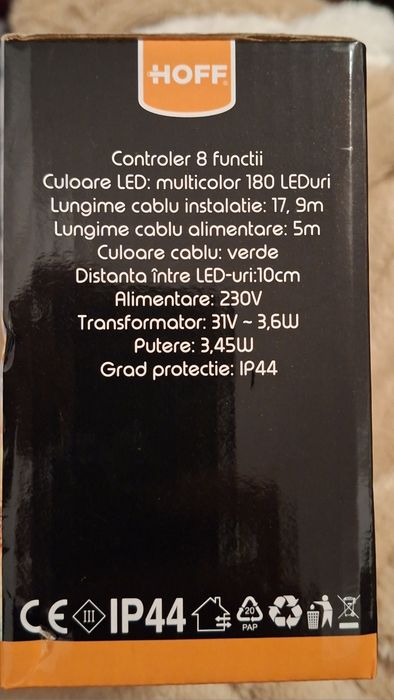 HOFF
Controler 8 functii
Culoare LED: multicolor 180 LEDuri
Lungime cablu instalatie: 17, 9m
Lungime cablu alimentare: 5m
Culoare cablu: verde
Distanta între LED-uri:10cm
Alimentare: 230V
Transformator: 31V ~ 3,6W
Putere: 3,45W
Grad protectie: IP44
CE III IP44 20 PAP